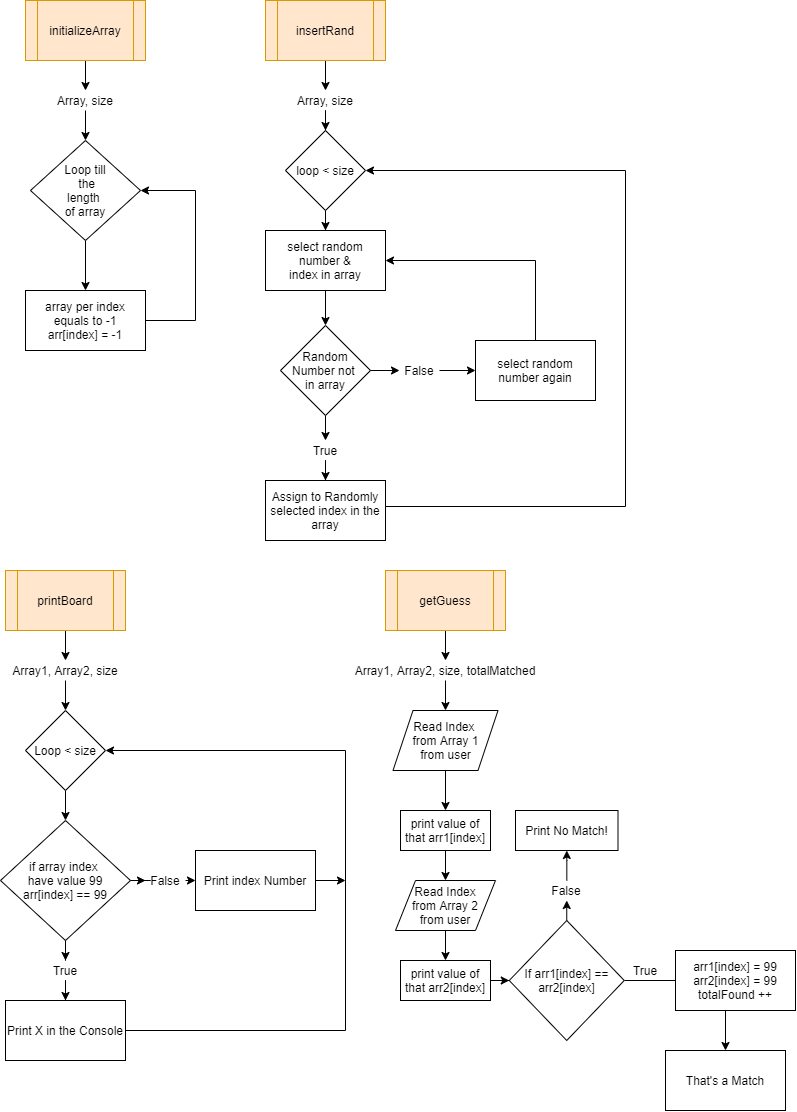 initializeArray
Array, size
Loop till
the
length
of array
array per index
equals to -1
arr[index] = -1
insertRand
Array, size
loop < size
select random
number &
index in array
Random
Number not
in array
False
select random
number again
True
Assign to Randomly
selected index in the
array
printBoard
Array1, Array2, size
Loop < size
if array index
have value 99
arr[index] == 99
False
Print index Number
True
Print X in the Console
getGuess
Array1, Array2, size, totalMatched
Read Index
from Array 1
from user
print value of
that arr1[index]
Read Index
from Array 2
from user
print value of
that arr2[index]
If arr1[index] ==
arr2[index]
False
Print No Match!
True
arr1[index] = 99
arr2[index] = 99
totalFound ++
That's a Match